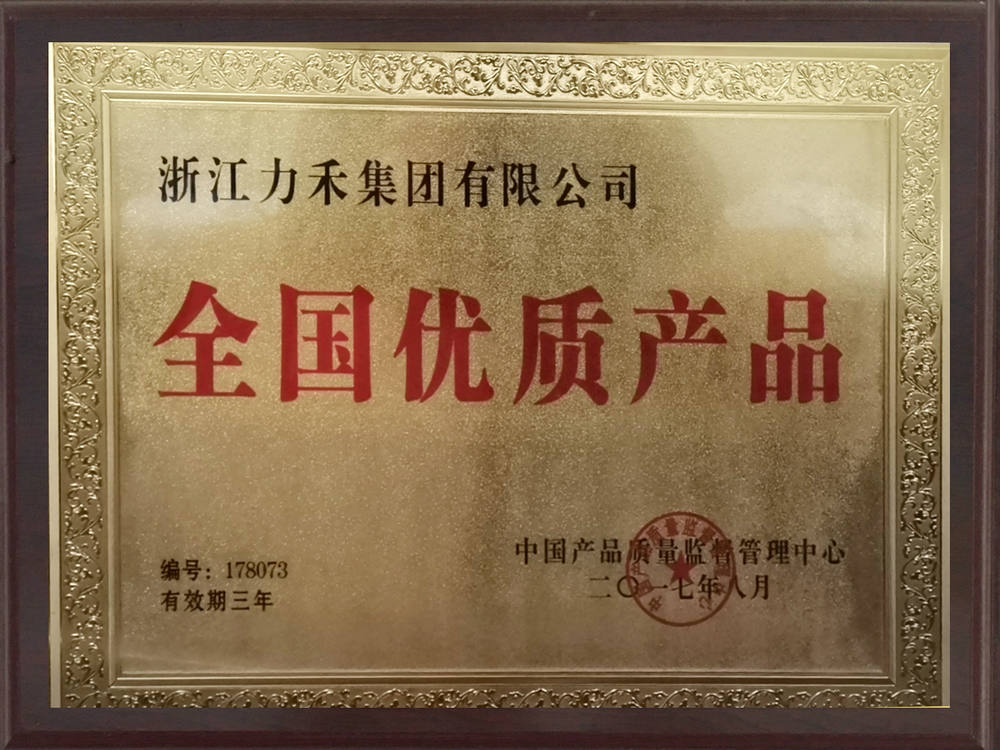 浙江力禾集团有限公司
全国优质产品
编号：178073
有效期三年
中国产品质量监督管理中心
二〇一七年八月